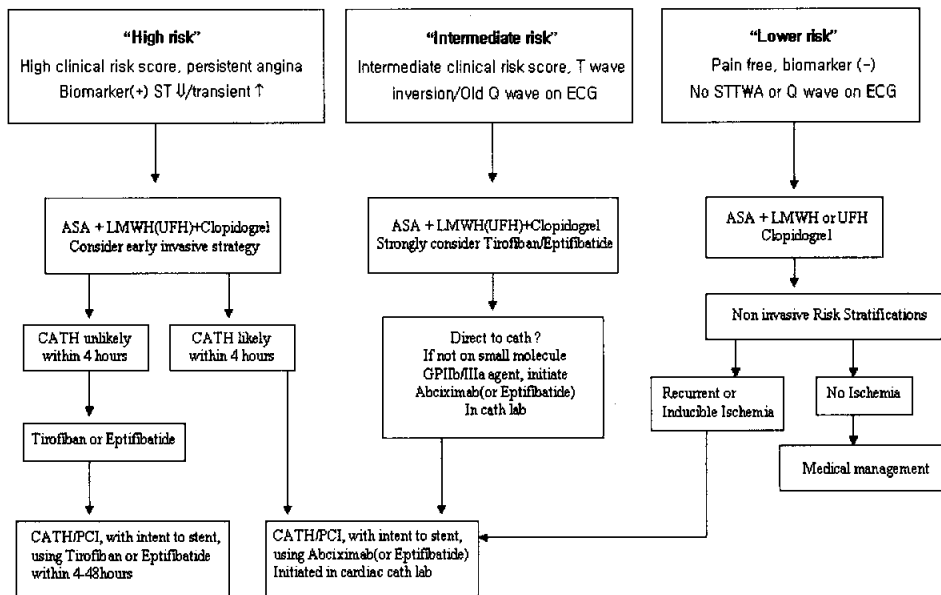 “High risk”
High clinical risk score, persistent angina
Biomarker(+) ST ⇓/transient ↑
“Intermediate risk”
Intermediate clinical risk score, T wave
inversion/Old Q wave on ECG
“Lower risk”
Pain free, biomarker (−)
No STTWA or Q wave on ECG
ASA + LMWH(UFH)+Clopidogrel
Consider early invasive strategy
ASA + LMWH(UFH)+Clopidogrel
Strongly consider Tirofiban/Eptifibatide
ASA + LMWH or UFH
Clopidogrel
CATH unlikely
within 4 hours
CATH likely
within 4 hours
Direct to cath ?
If not on small molecule
GPIIb/IIIa agent, initiate
Abciximab(or Eptifibatide)
In cath lab
Non invasive Risk Stratifications
Recurrent or
Inducible Ischemia
No Ischemia
Tirofiban or Eptifibatide
Medical management
CATH/PCI, with intent to stent,
using Tirofiban or Eptifibatide
within 4-48hours
CATH/PCI, with intent to stent,
using Abciximab(or Eptifibatide)
Initiated in cardiac cath lab